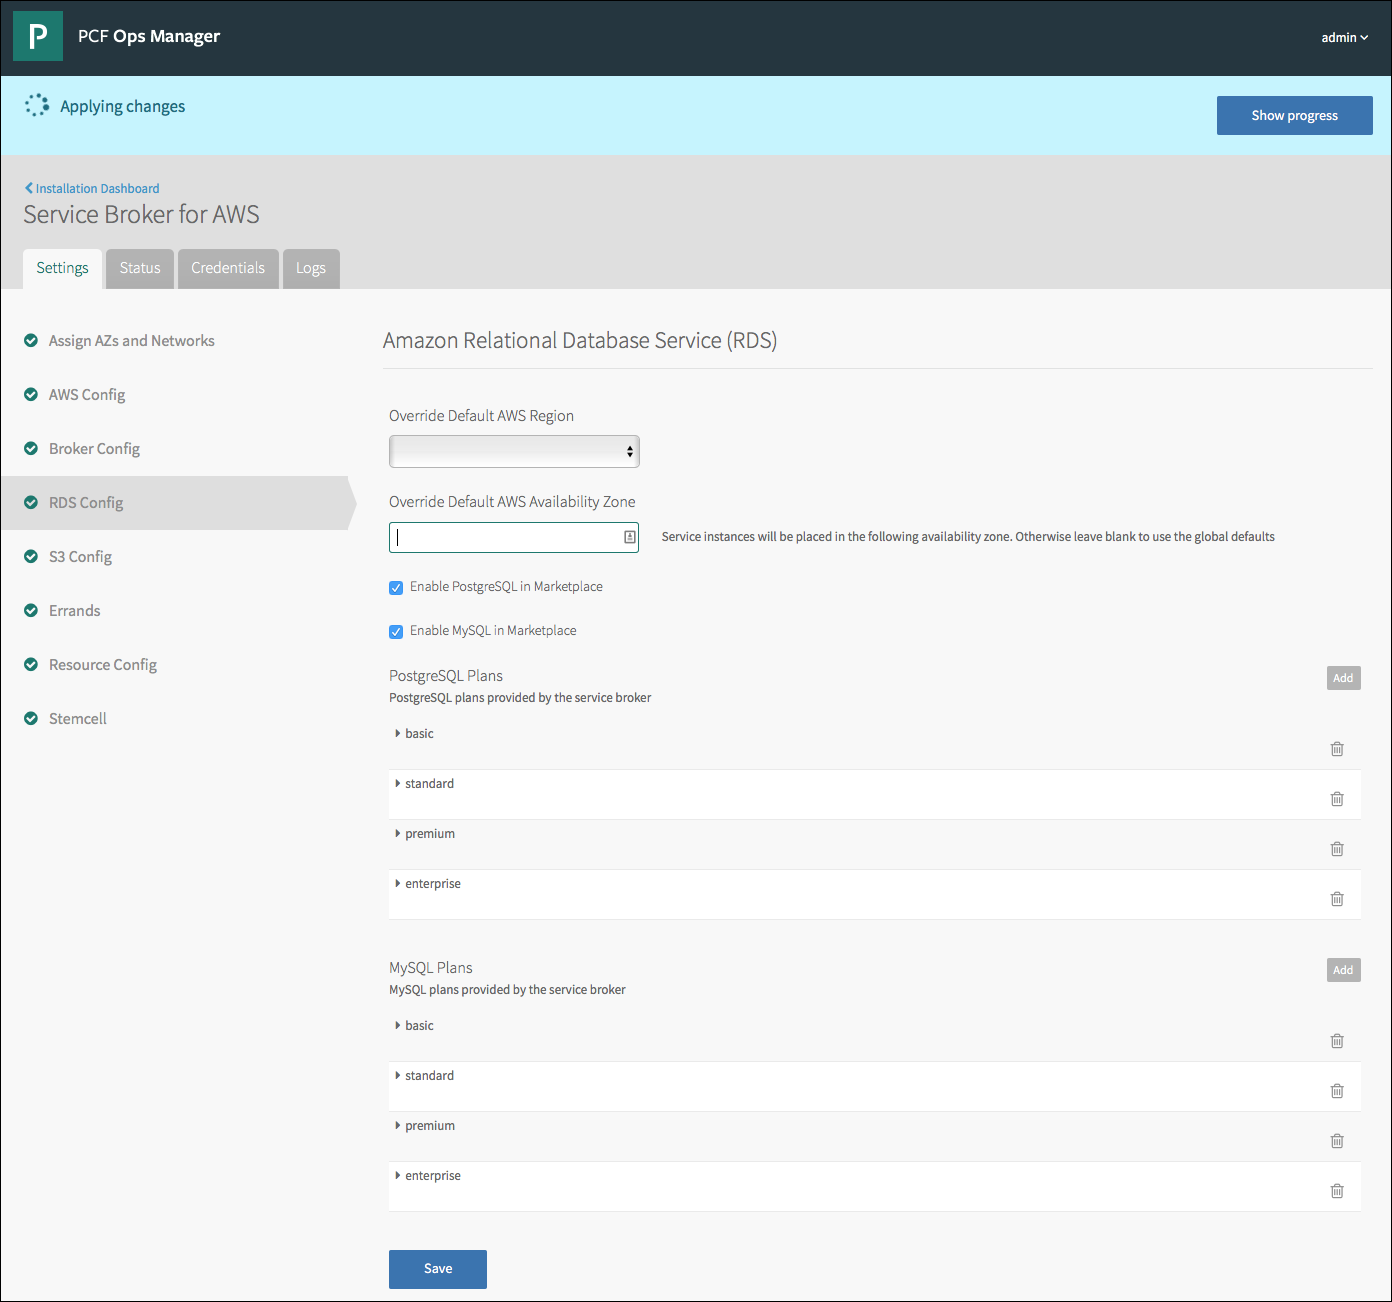 P
PCF Ops Manager
admin
Applying changes
Show progress
Installation Dashboard
Service Broker for AWS
Settings
Status
Credentials
Logs
Assign AZs and Networks
AWS Config
Broker Config
RDS Config
S3 Config
Errands
Resource Config
Stemcell
Amazon Relational Database Service (RDS)
Override Default AWS Region
Override Default AWS Availability Zone
Service instances will be placed in the following availability zone. Otherwise leave blank to use the global defaults
Enable PostgreSQL in Marketplace
Enable MySQL in Marketplace
PostgreSQL Plans
Add
PostgreSQL plans provided by the service broker
basic
standard
premium
enterprise
MySQL Plans
Add
MySQL plans provided by the service broker
basic
standard
premium
enterprise
Save